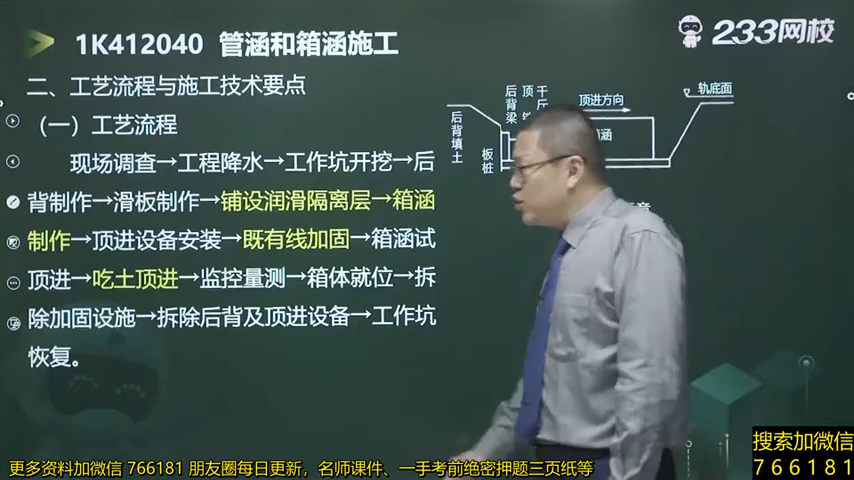 1K412040 管涵和箱涵施工
233网校
二、工艺流程与施工技术要点
（一）工艺流程
现场调查→工程降水→工作坑开挖→后
背制作→滑板制作→铺设润滑隔离层→箱涵
制作→顶进设备安装→既有线加固→箱涵试
顶进→吃土顶进→监控量测→箱体就位→拆
除加固设施→拆除后背及顶进设备→工作坑
恢复。
后背填土
板桩
后背梁
千斤
顶进方向
轨底面
涵
更多资料加微信 766181 朋友圈每日更新，名师课件、一手考前绝密押题三页纸等
搜索加微信
766181